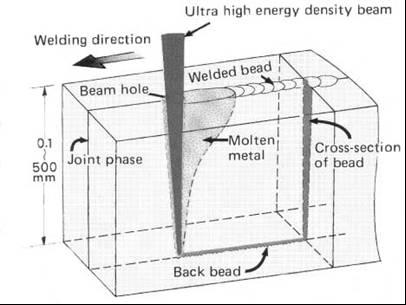 Ultra high energy density beam
Welding direction
Welded bead
Beam hole
Molten
metal
0.1
~
500
mm
Joint phase
Cross-section
of bead
Back bead